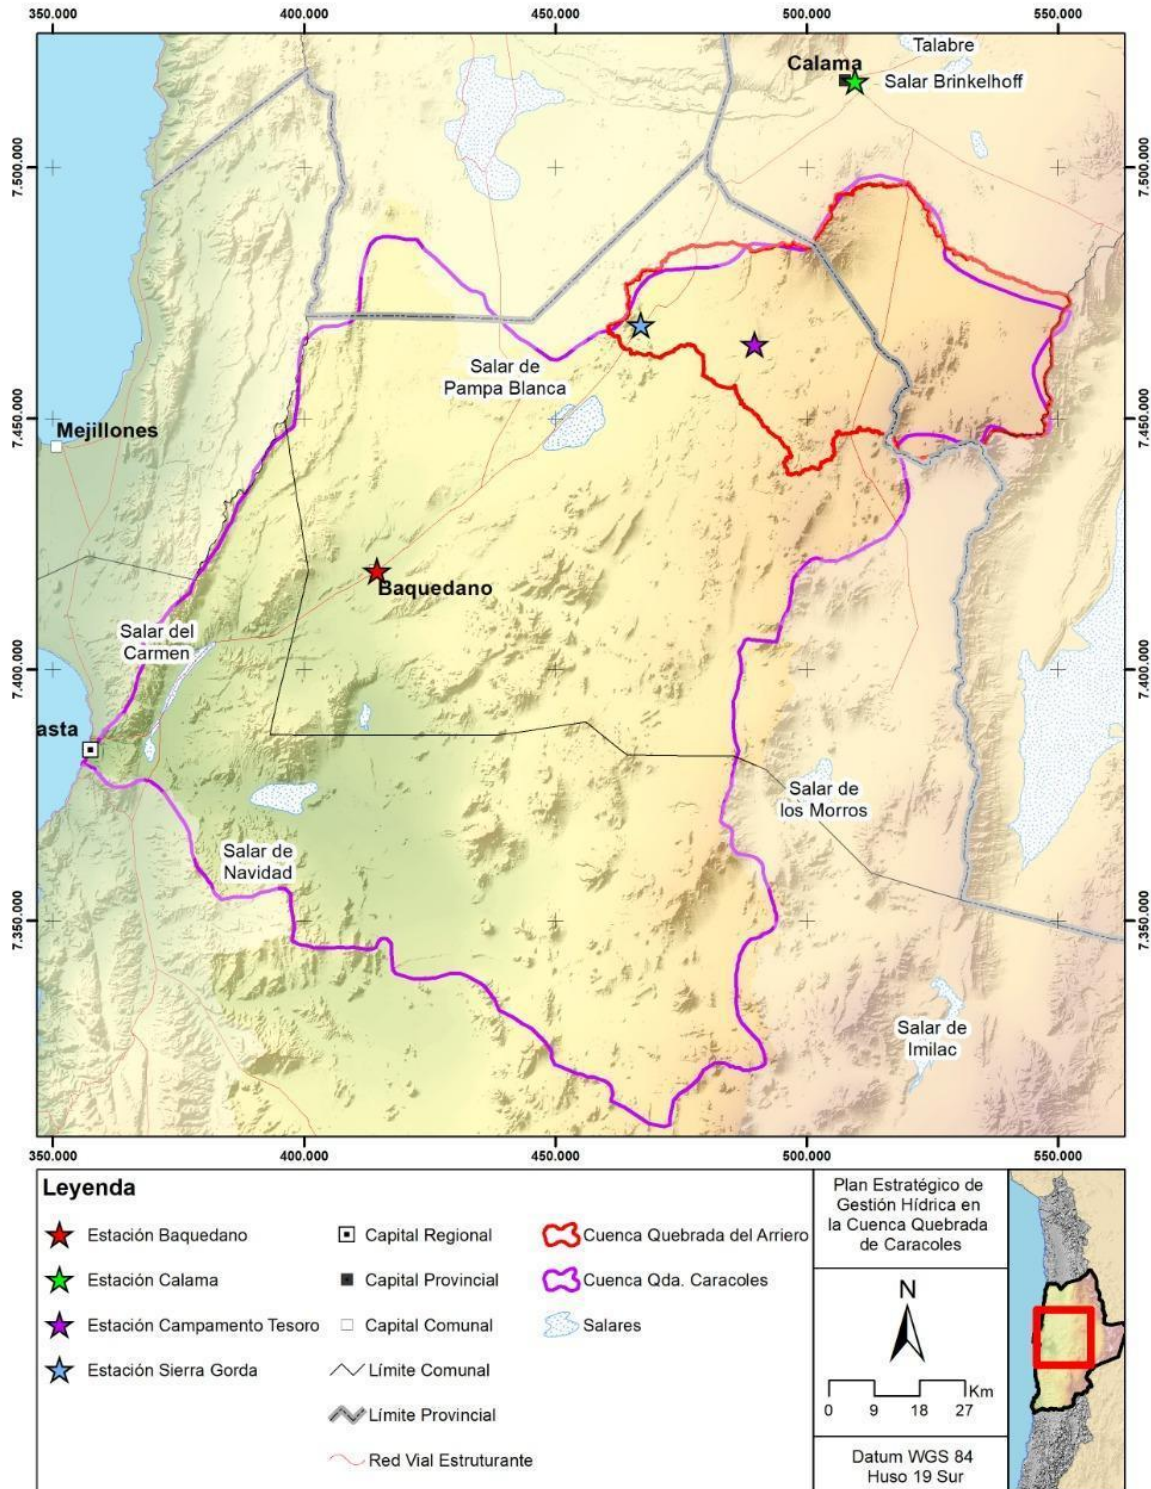 350.000 400.000 450.000 500.000 550.000
Talabre
Calama
Salar Brinkelhoff
7.500.000 7.500.000
Salar de
Pampa Blanca
7.450.000 7.450.000
Mejillones
Baquedano
Salar del
Carmen
7.400.000 7.400.000
asta
Salar de
los Morros
Salar de
Navidad
7.350.000 7.350.000
Salar de
Imilac
350.000 400.000 450.000 500.000 550.000
Leyenda
Estación Baquedano
Estación Calama
Estación Campamento Tesoro
Estación Sierra Gorda
Capital Regional
Capital Provincial
Capital Comunal
Límite Comunal
Límite Provincial
Red Vial Estruturante
Cuenca Quebrada del Arriero
Cuenca Qda. Caracoles
Salares
Plan Estratégico de
Gestión Hídrica en
la Cuenca Quebrada
de Caracoles
N
Km
0 9 18 27
Datum WGS 84
Huso 19 Sur